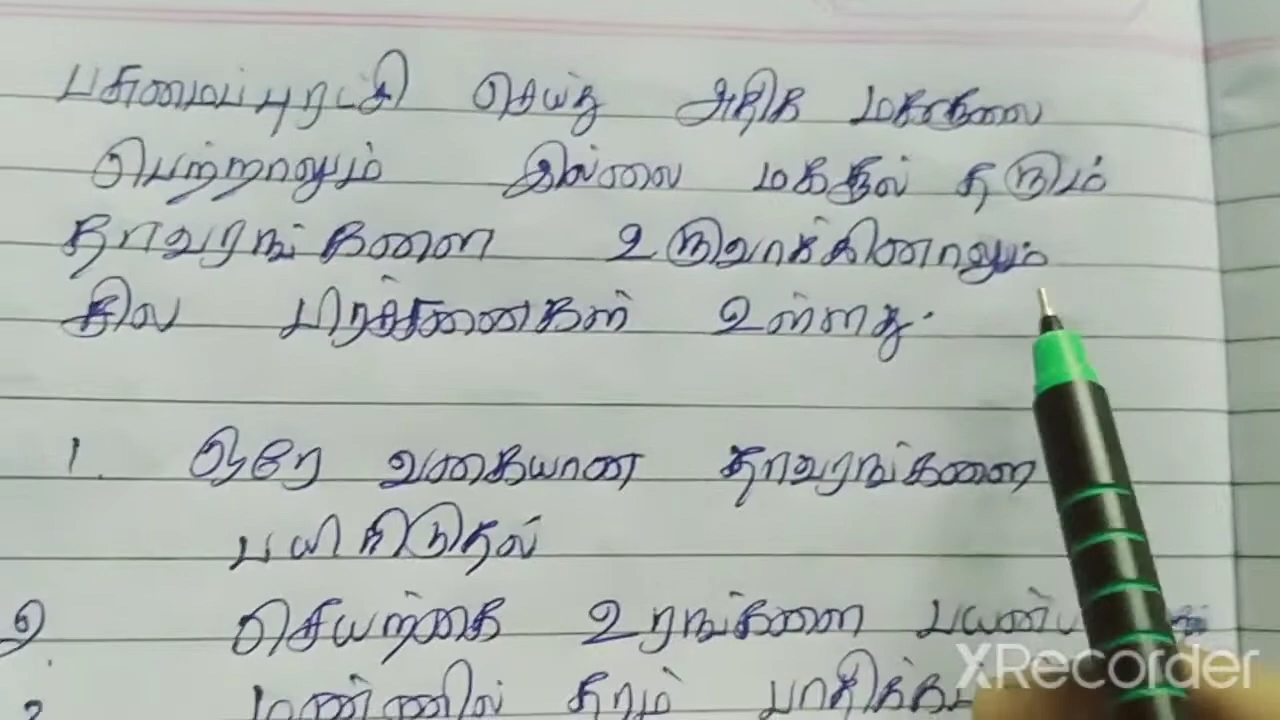 பசுமைப்புரட்சி செய்து அதிக மகசூலை
பெற்றாலும் இல்லை மகசூல் தரும்
தாவரங்களை உருவாக்கினாலும்
சில பிரச்சினைகள் உள்ளது.
1. ஒரே வகையான தாவரங்களை
பயிரிடுதல்
2. செயற்கை உரங்களை
மண்ணில் தரம்
XRecorder